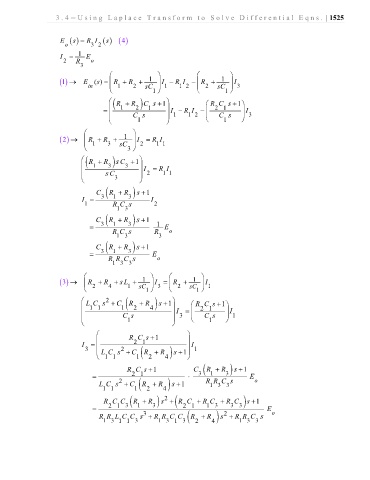 3.4–Using Laplace Transform to Solve Differential Eqns. | 1525
E_o(s) = R_3 I_2(s) (4)
I_2 = 1/R_3 E_o
(1) → E_in(s) = (R_1 + R_2 + 1/(sC_1)) I_1 − R_1 I_2 − (R_2 + 1/(sC_1)) I_3
= (((R_1 + R_2) C_1 s + 1)/(C_1 s)) I_1 − R_1 I_2 − ((R_2 C_1 s + 1)/(C_1 s)) I_3
(2) → (R_1 + R_3 + 1/(sC_3)) I_2 = R_1 I_1
(((R_1 + R_3) sC_3 + 1)/(sC_3)) I_2 = R_1 I_1
I_1 = (C_3 (R_1 + R_3) s + 1)/(R_1 C_3 s) I_2
= (C_3 (R_1 + R_3) s + 1)/(R_1 C_3 s) 1/R_3 E_o
= (C_3 (R_1 + R_3) s + 1)/(R_1 R_3 C_3 s) E_o
(3) → (R_2 + R_4 + sL_1 + 1/(sC_1)) I_3 = (R_2 + 1/(sC_1)) I_1
((L_1 C_1 s^2 + C_1 (R_2 + R_4) s + 1)/(C_1 s)) I_3 = ((R_2 C_1 s + 1)/(C_1 s)) I_1
I_3 = ((R_2 C_1 s + 1)/(L_1 C_1 s^2 + C_1 (R_2 + R_4) s + 1)) I_1
= (R_2 C_1 s + 1)/(L_1 C_1 s^2 + C_1 (R_2 + R_4) s + 1) · (C_3 (R_1 + R_3) s + 1)/(R_1 R_3 C_3 s) E_o
= (R_2 C_1 C_3 (R_1 + R_3) s^2 + (R_2 C_1 + R_1 C_3 + R_3 C_3) s + 1)/(R_1 R_3 L_1 C_1 C_3 s^3 + R_1 R_3 C_1 C_3 (R_2 + R_4) s^2 + R_1 R_3 C_3 s) E_o